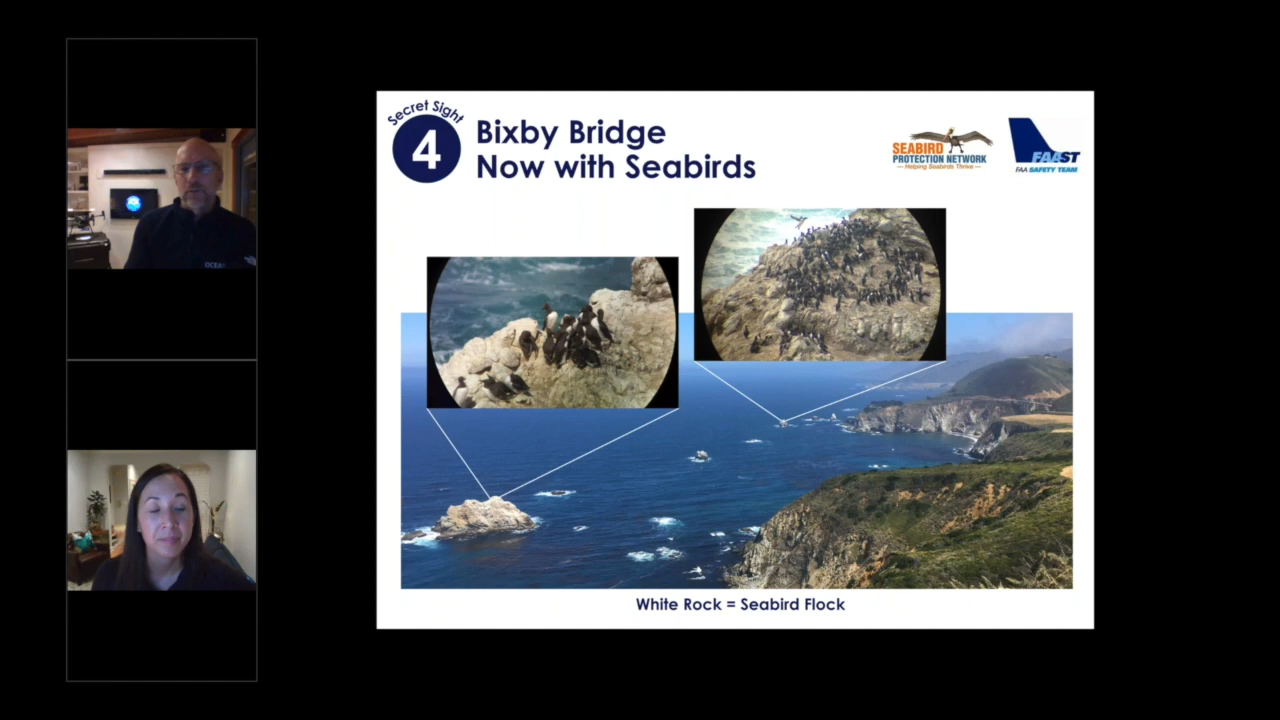 Secret Sight
4
Bixby Bridge
Now with Seabirds
SEABIRD
PROTECTION NETWORK
Helping Seabirds Thrive
FAAST
FAA SAFETY TEAM
White Rock = Seabird Flock